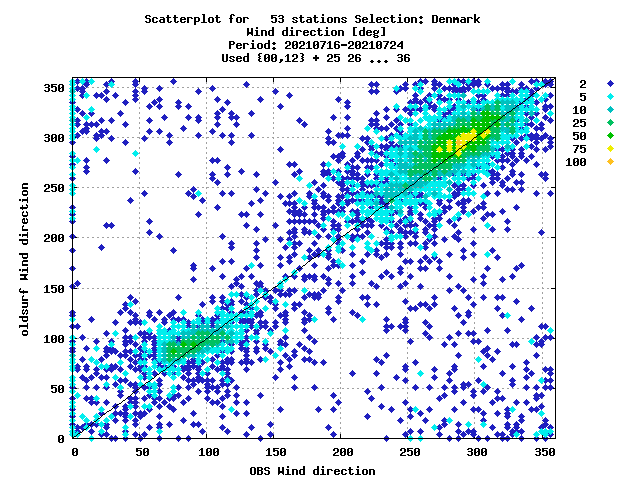 Scatterplot for   53 stations Selection: Denmark
Wind direction [deg]
Period: 20210716-20210724
Used {00,12} + 25 26 ... 36
350
300
250
200
150
100
50
0
oldsurf Wind direction
0 50 100 150 200 250 300 350
OBS Wind direction
2
5
10
25
50
75
100